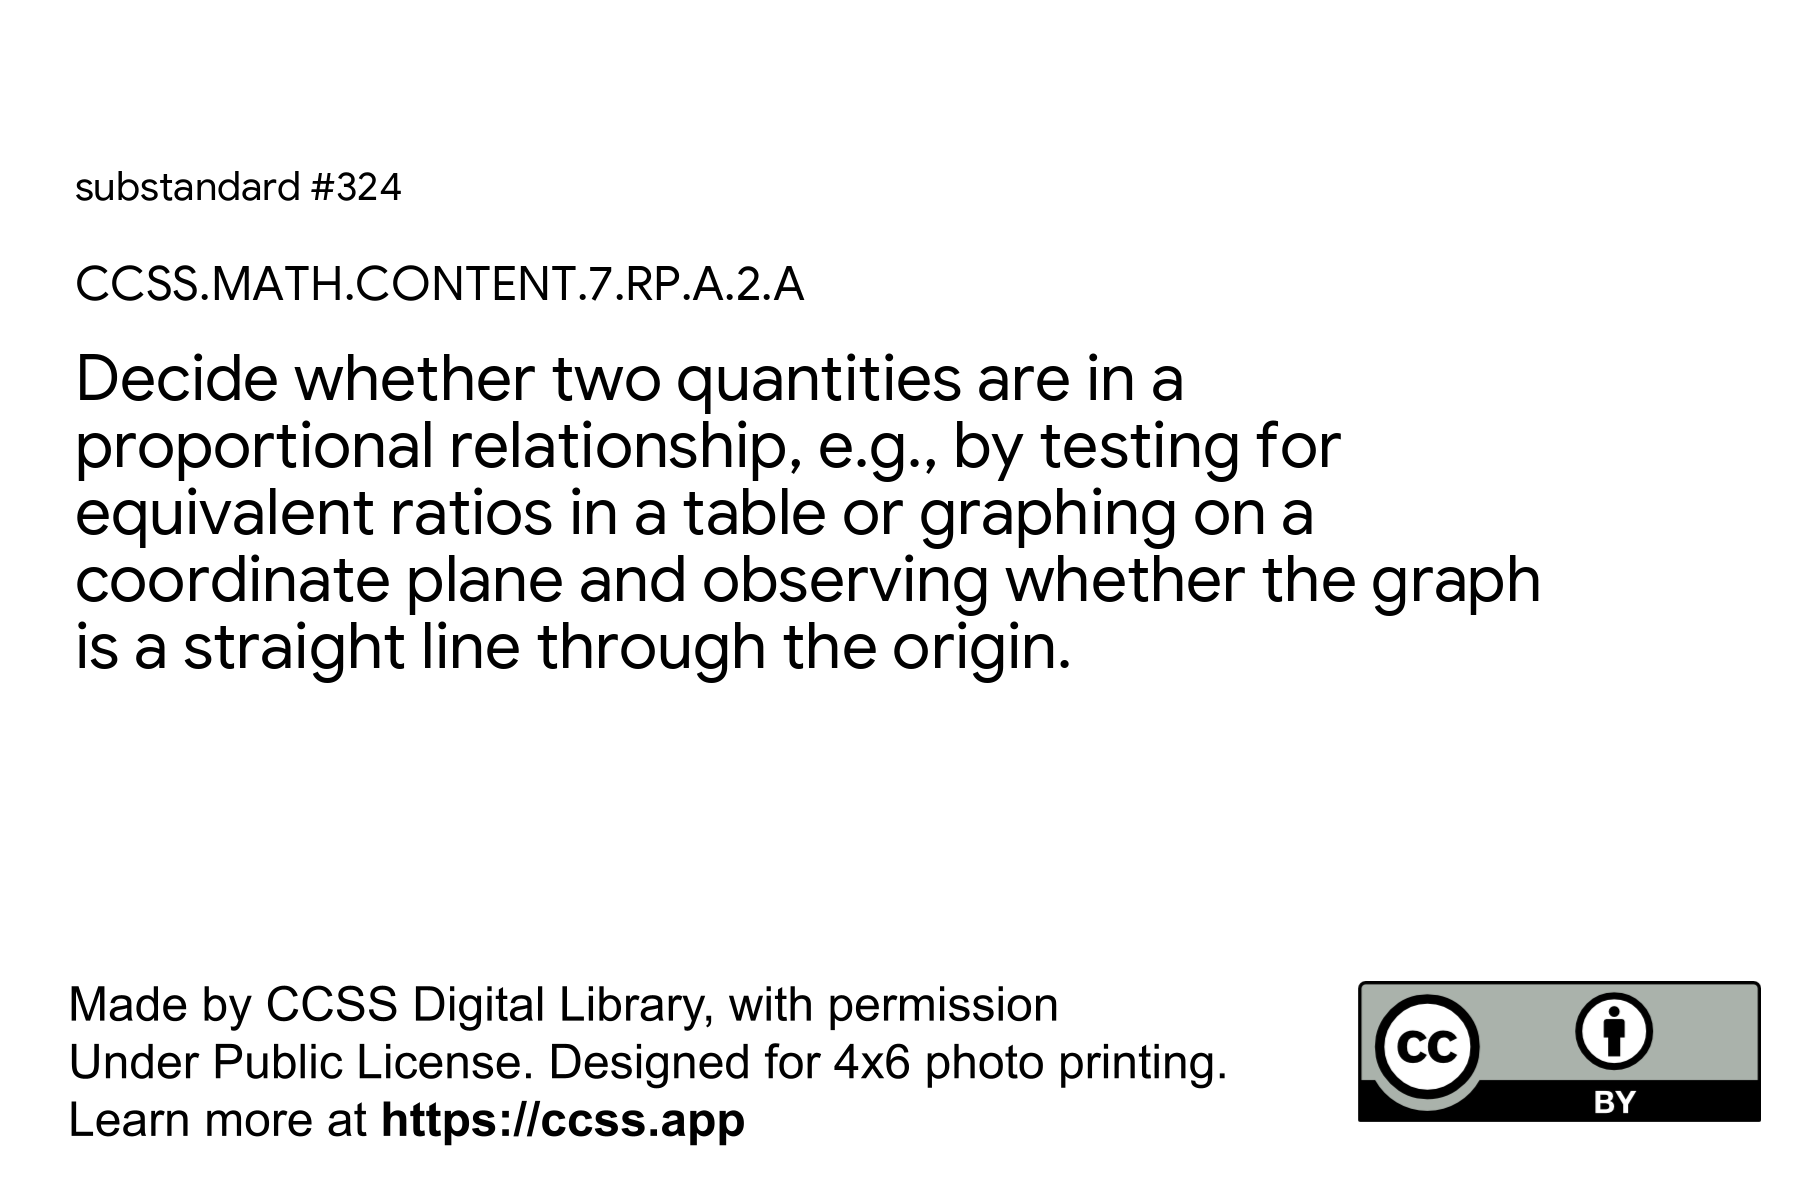 substandard #324
CCSS.MATH.CONTENT.7.RP.A.2.A
Decide whether two quantities are in a
proportional relationship, e.g., by testing for
equivalent ratios in a table or graphing on a
coordinate plane and observing whether the graph
is a straight line through the origin.
Made by CCSS Digital Library, with permission
Under Public License. Designed for 4x6 photo printing.
Learn more at https://ccss.app
CC
BY